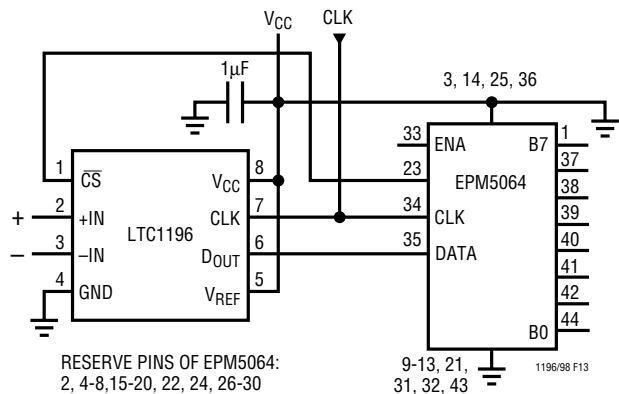 VCC
CLK
1μF
3, 14, 25, 36
1
CS
VCC
8
2
+
+IN
CLK
7
LTC1196
3
–
–IN
DOUT
6
4
GND
VREF
5
33
ENA
B7
1
23
EPM5064
37
34
CLK
38
35
DATA
39
40
41
42
B0
44
RESERVE PINS OF EPM5064:
2, 4-8,15-20, 22, 24, 26-30
9-13, 21,
31, 32, 43
1196/98 F13